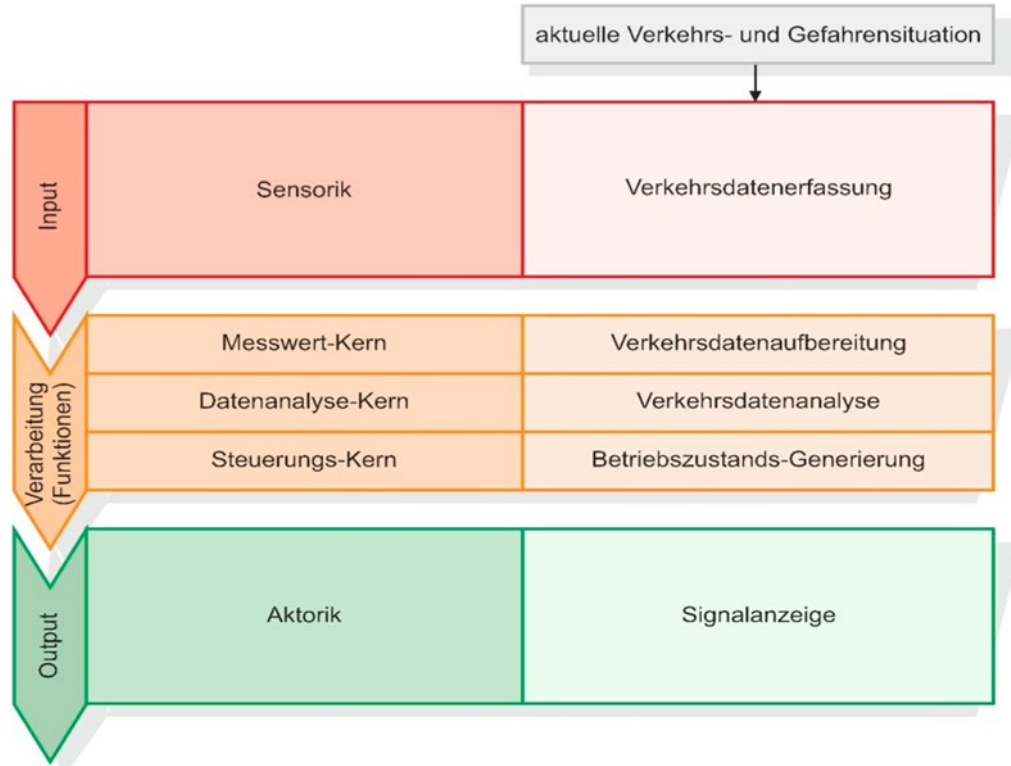 aktuelle Verkehrs- und Gefahrensituation
Input
Sensorik
Verkehrsdatenerfassung
Verarbeitung
(Funktionen)
Messwert-Kern
Verkehrsdatenaufbereitung
Datenanalyse-Kern
Verkehrsdatenanalyse
Steuerungs-Kern
Betriebszustands-Generierung
Output
Aktorik
Signalanzeige